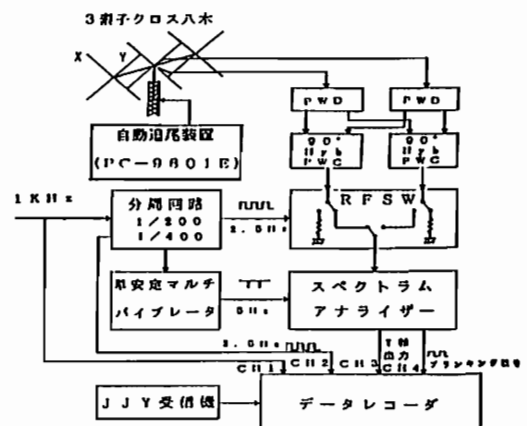 3素子クロス八木
X
Y
PWD
PWD
自動追尾装置
(PC-9801E)
90°
Hyb
PWC
90°
Hyb
PWC
1KHz
分周回路
1/200
1/400
2.5Hz
RFSW
単安定マルチ
バイブレータ
5Hz
スペクトラム
アナライザー
2.5Hz
Y軸
出力
ブランキング信号
CH1
CH2
CH3
CH4
JJY受信機
データレコーダ